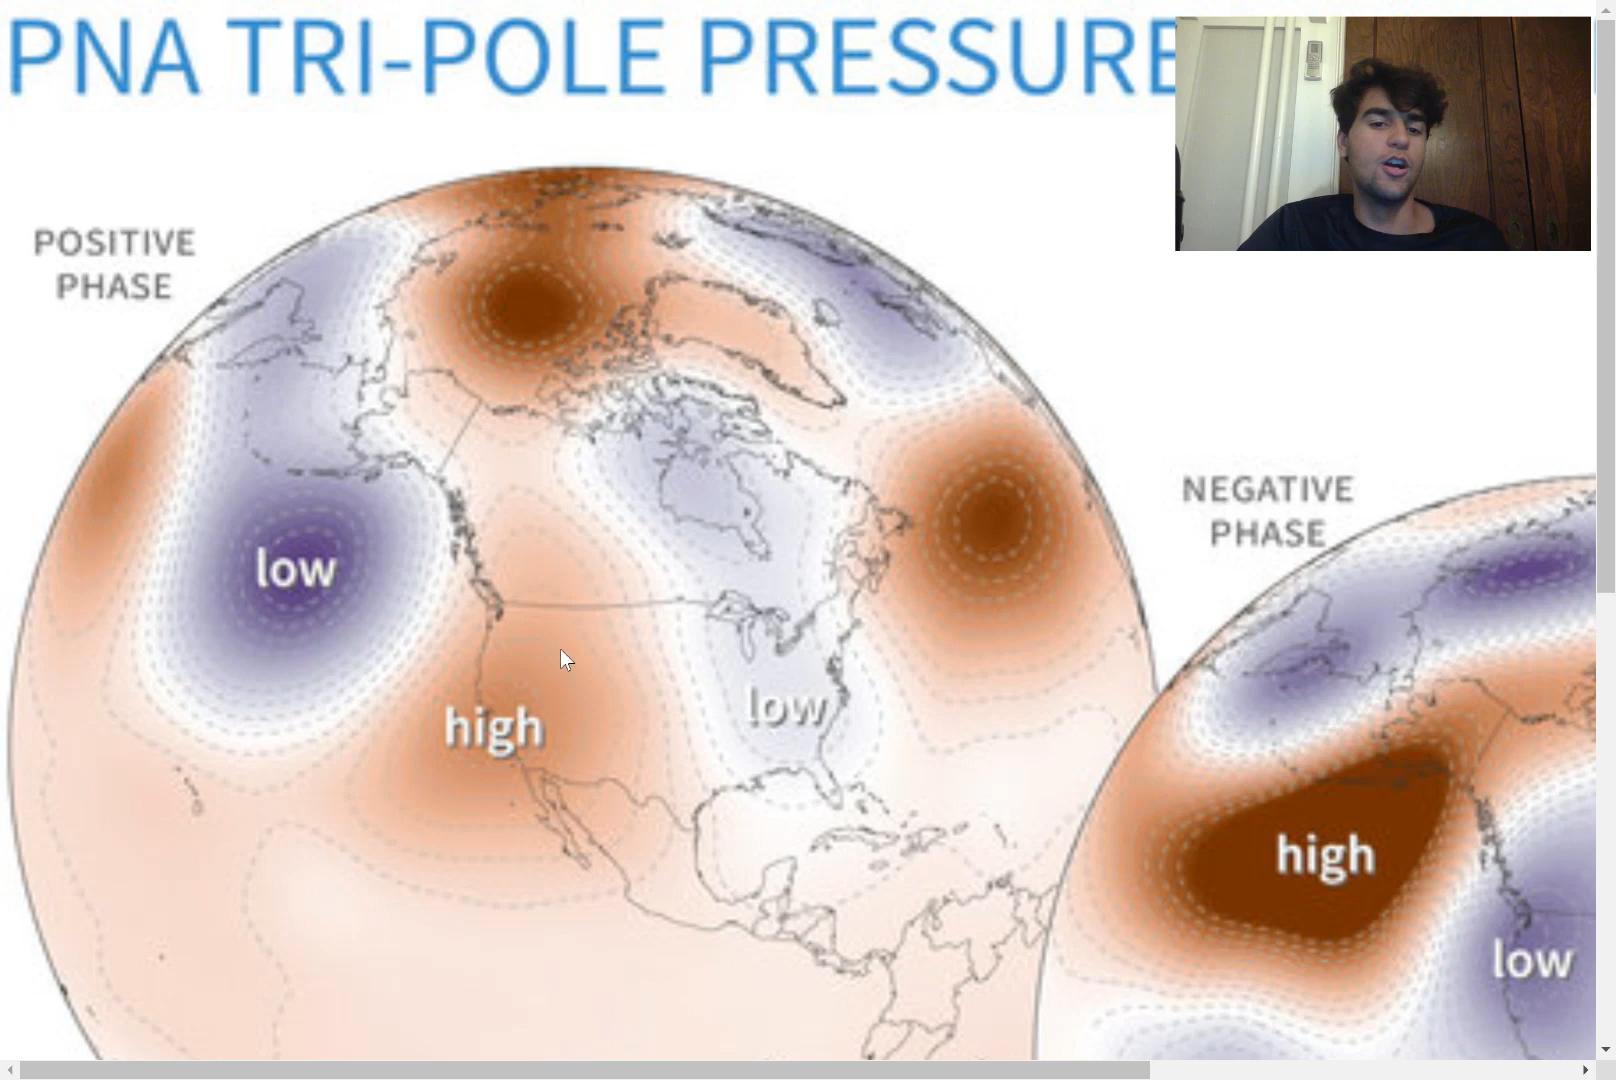 PNA TRI-POLE PRESSURE
POSITIVE
PHASE
low
high
low
NEGATIVE
PHASE
high
low